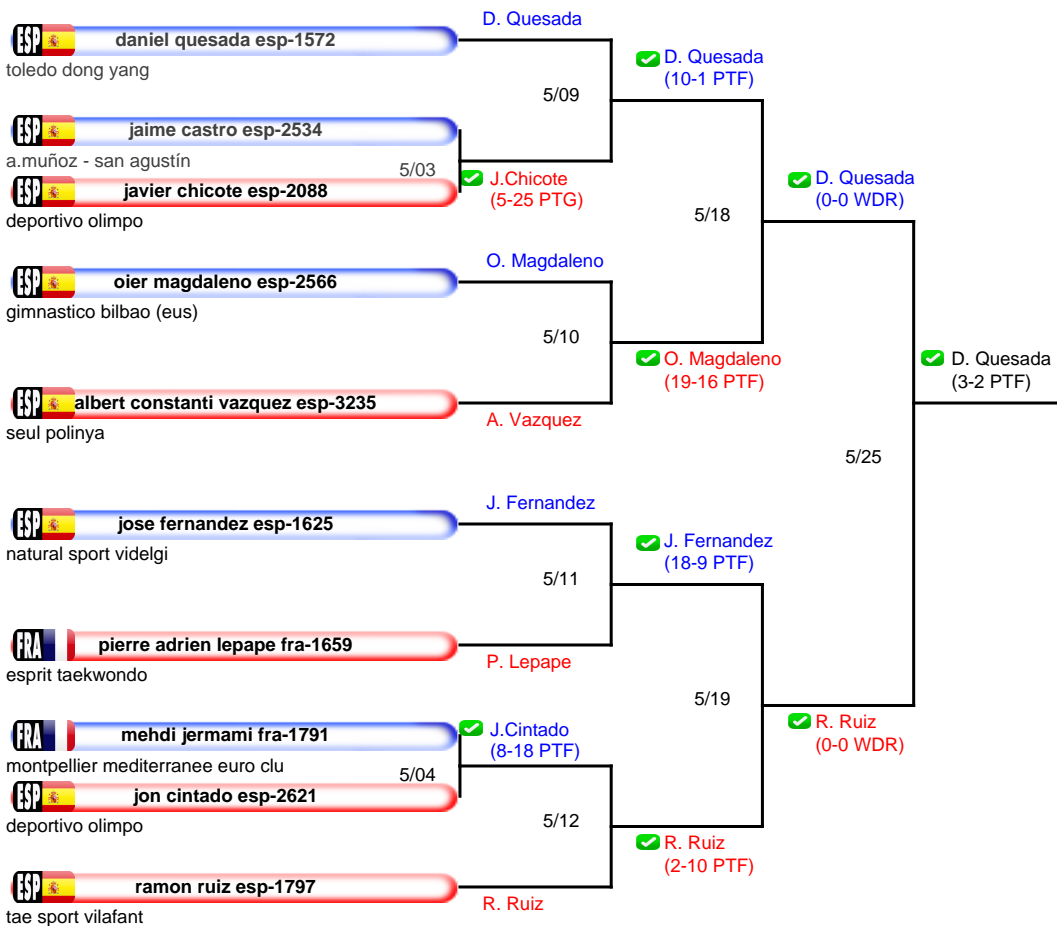 D. Quesada
ESP daniel quesada esp-1572
toledo dong yang
D. Quesada
(10-1 PTF)
5/09
ESP jaime castro esp-2534
a.muñoz - san agustín
5/03
J.Chicote
(5-25 PTG)
ESP javier chicote esp-2088
deportivo olimpo
D. Quesada
(0-0 WDR)
5/18
O. Magdaleno
ESP oier magdaleno esp-2566
gimnastico bilbao (eus)
5/10
O. Magdaleno
(19-16 PTF)
D. Quesada
(3-2 PTF)
ESP albert constanti vazquez esp-3235
A. Vazquez
seul polinya
5/25
J. Fernandez
ESP jose fernandez esp-1625
natural sport videlgi
J. Fernandez
(18-9 PTF)
5/11
FRA pierre adrien lepape fra-1659
P. Lepape
esprit taekwondo
5/19
R. Ruiz
(0-0 WDR)
FRA mehdi jermami fra-1791
J.Cintado
(8-18 PTF)
montpellier mediterranee euro clu
5/04
ESP jon cintado esp-2621
deportivo olimpo
5/12
R. Ruiz
(2-10 PTF)
ESP ramon ruiz esp-1797
R. Ruiz
tae sport vilafant